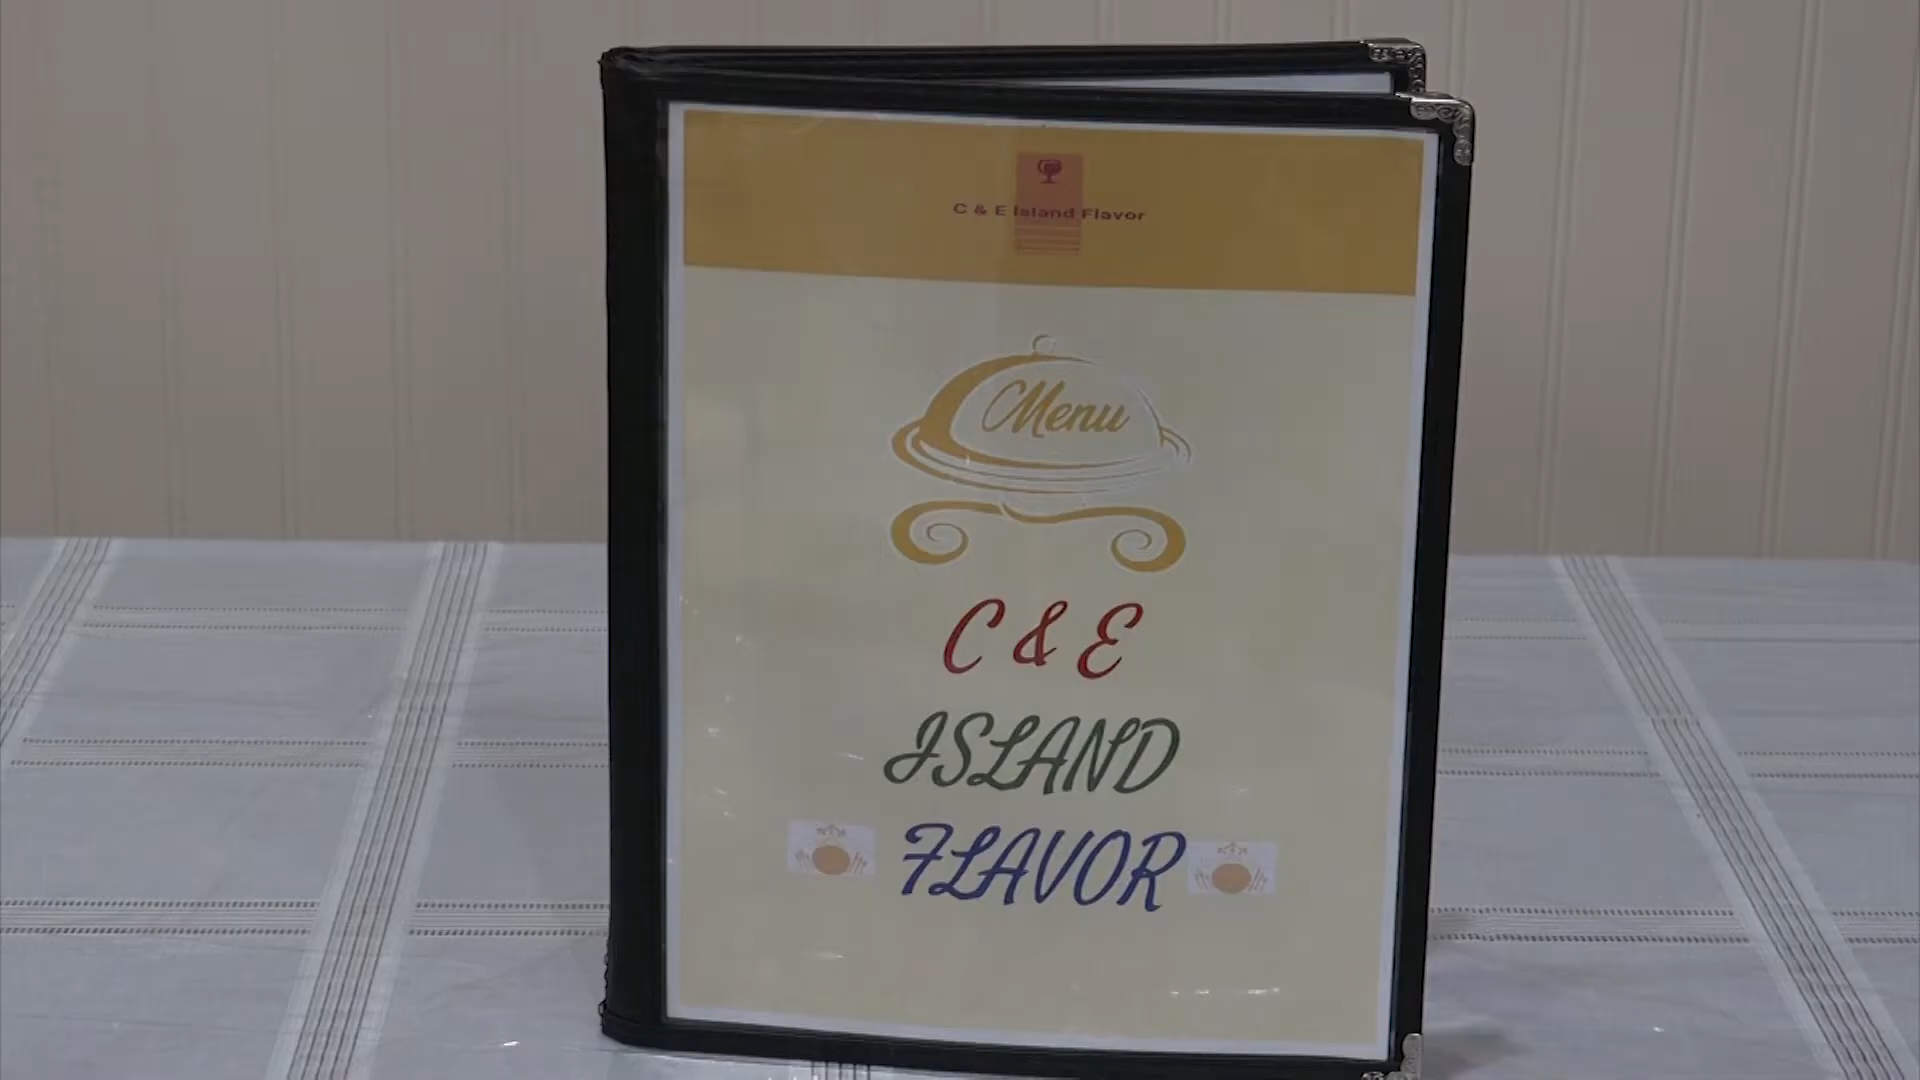 C & E Island Flavor
Menu
C & E
ISLAND
FLAVOR